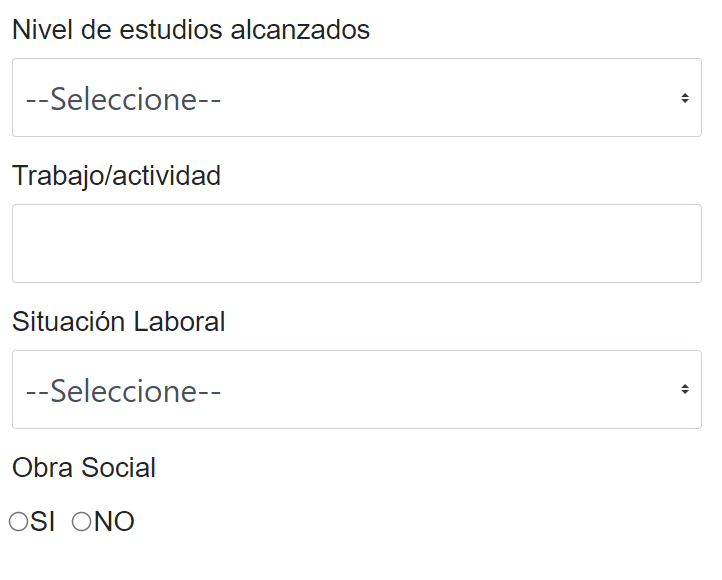 Nivel de estudios alcanzados
--Seleccione--
Trabajo/actividad
Situación Laboral
--Seleccione--
Obra Social
SI NO